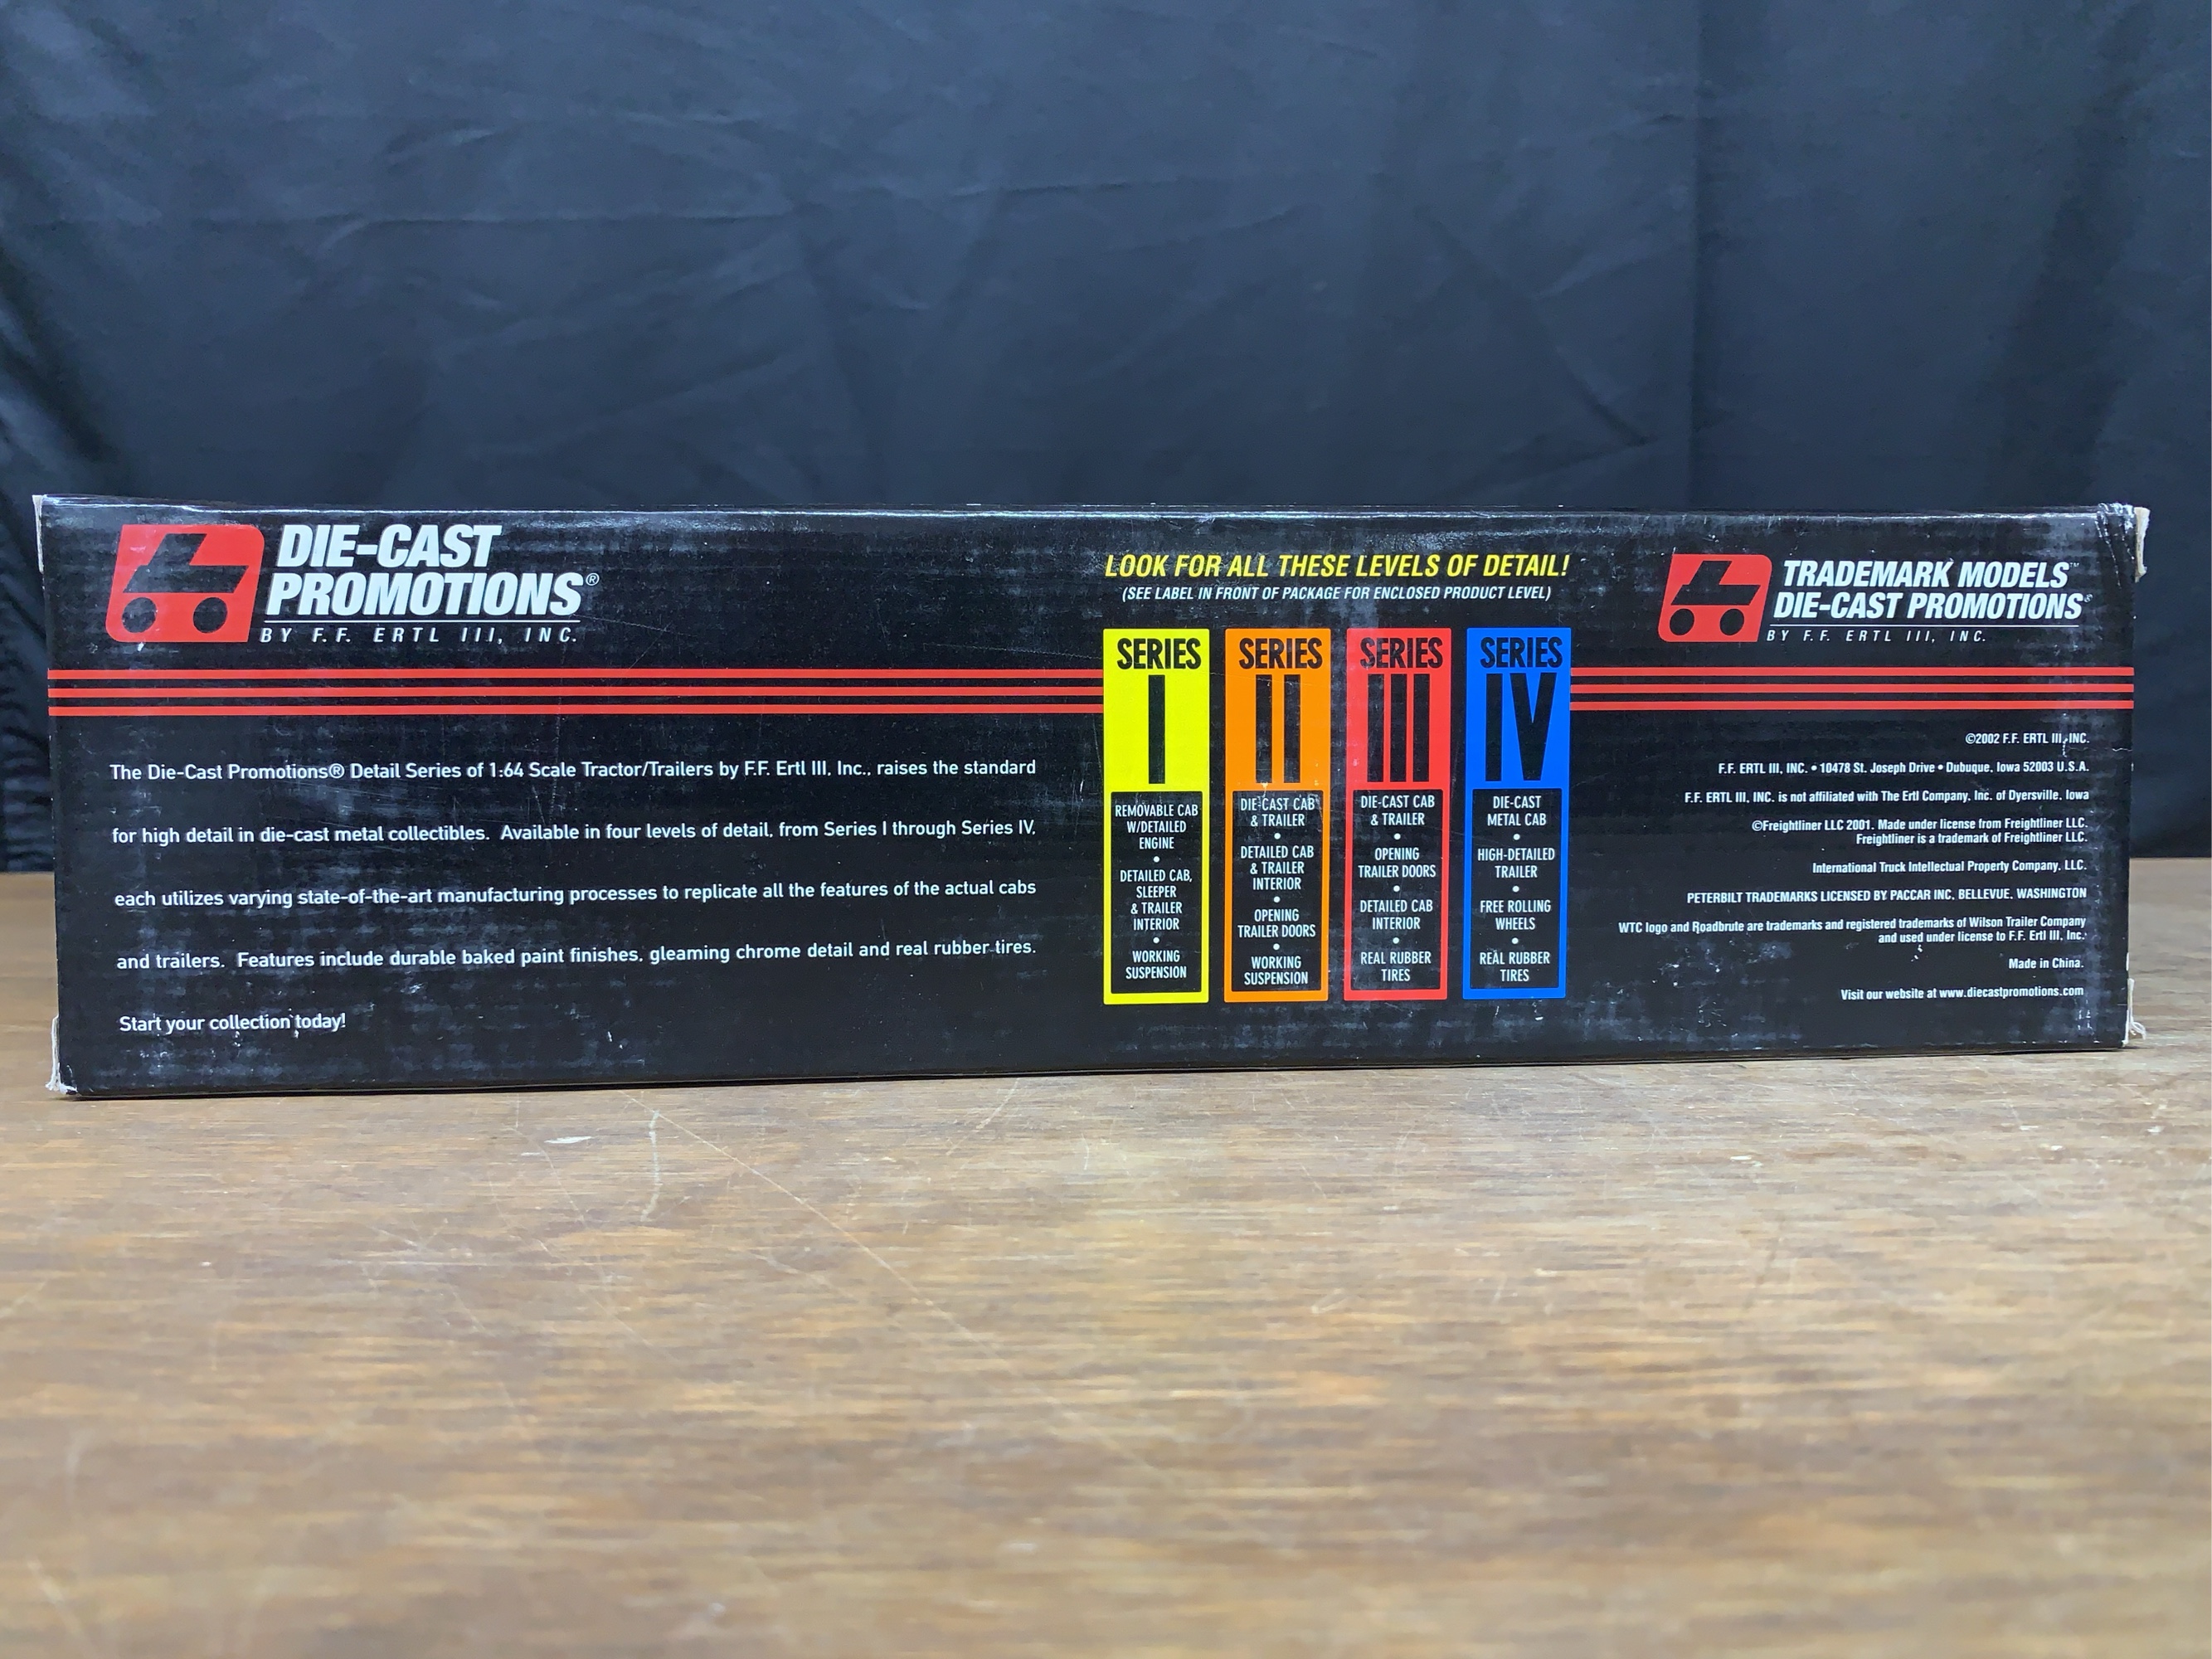 DIE-CAST
PROMOTIONS®
BY F.F. ERTL III, INC.
The Die-Cast Promotions® Detail Series of 1:64 Scale Tractor/Trailers by F.F. Ertl III, Inc., raises the standard
for high detail in die-cast metal collectibles. Available in four levels of detail, from Series I through Series IV,
each utilizes varying state-of-the-art manufacturing processes to replicate all the features of the actual cabs
and trailers. Features include durable baked paint finishes, gleaming chrome detail and real rubber tires.
Start your collection today!
LOOK FOR ALL THESE LEVELS OF DETAIL!
(SEE LABEL IN FRONT OF PACKAGE FOR ENCLOSED PRODUCT LEVEL)
SERIES
I
REMOVABLE CAB
W/DETAILED
ENGINE
•
DETAILED CAB,
SLEEPER
& TRAILER
INTERIOR
•
WORKING
SUSPENSION
SERIES
II
DIE-CAST CAB
& TRAILER
•
DETAILED CAB
& TRAILER
INTERIOR
•
OPENING
TRAILER DOORS
•
WORKING
SUSPENSION
SERIES
III
DIE-CAST CAB
& TRAILER
•
OPENING
TRAILER DOORS
•
DETAILED CAB
INTERIOR
•
REAL RUBBER
TIRES
SERIES
IV
DIE-CAST
METAL CAB
•
HIGH-DETAILED
TRAILER
•
FREE ROLLING
WHEELS
•
REAL RUBBER
TIRES
TRADEMARK MODELS™
DIE-CAST PROMOTIONS®
BY F.F. ERTL III, INC.
©2002 F.F. ERTL III, INC.
F.F. ERTL III, INC. • 10478 St. Joseph Drive • Dubuque, Iowa 52003 U.S.A.
F.F. ERTL III, INC. is not affiliated with The Ertl Company, Inc. of Dyersville, Iowa
©Freightliner LLC 2001. Made under license from Freightliner LLC.
Freightliner is a trademark of Freightliner LLC.
International Truck Intellectual Property Company, LLC.
PETERBILT TRADEMARKS LICENSED BY PACCAR INC, BELLEVUE, WASHINGTON
WTC logo and Roadbrute are trademarks and registered trademarks of Wilson Trailer Company
and used under license to F.F. Ertl III, Inc.
Made in China.
Visit our website at www.diecastpromotions.com